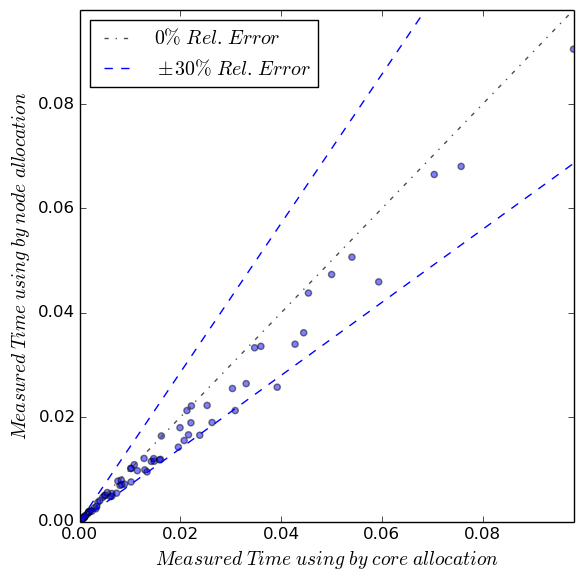 0% Rel. Error
±30% Rel. Error
0.08
0.06
0.04
0.02
0.00
0.00 0.02 0.04 0.06 0.08
Measured Time using by node allocation
Measured Time using by core allocation